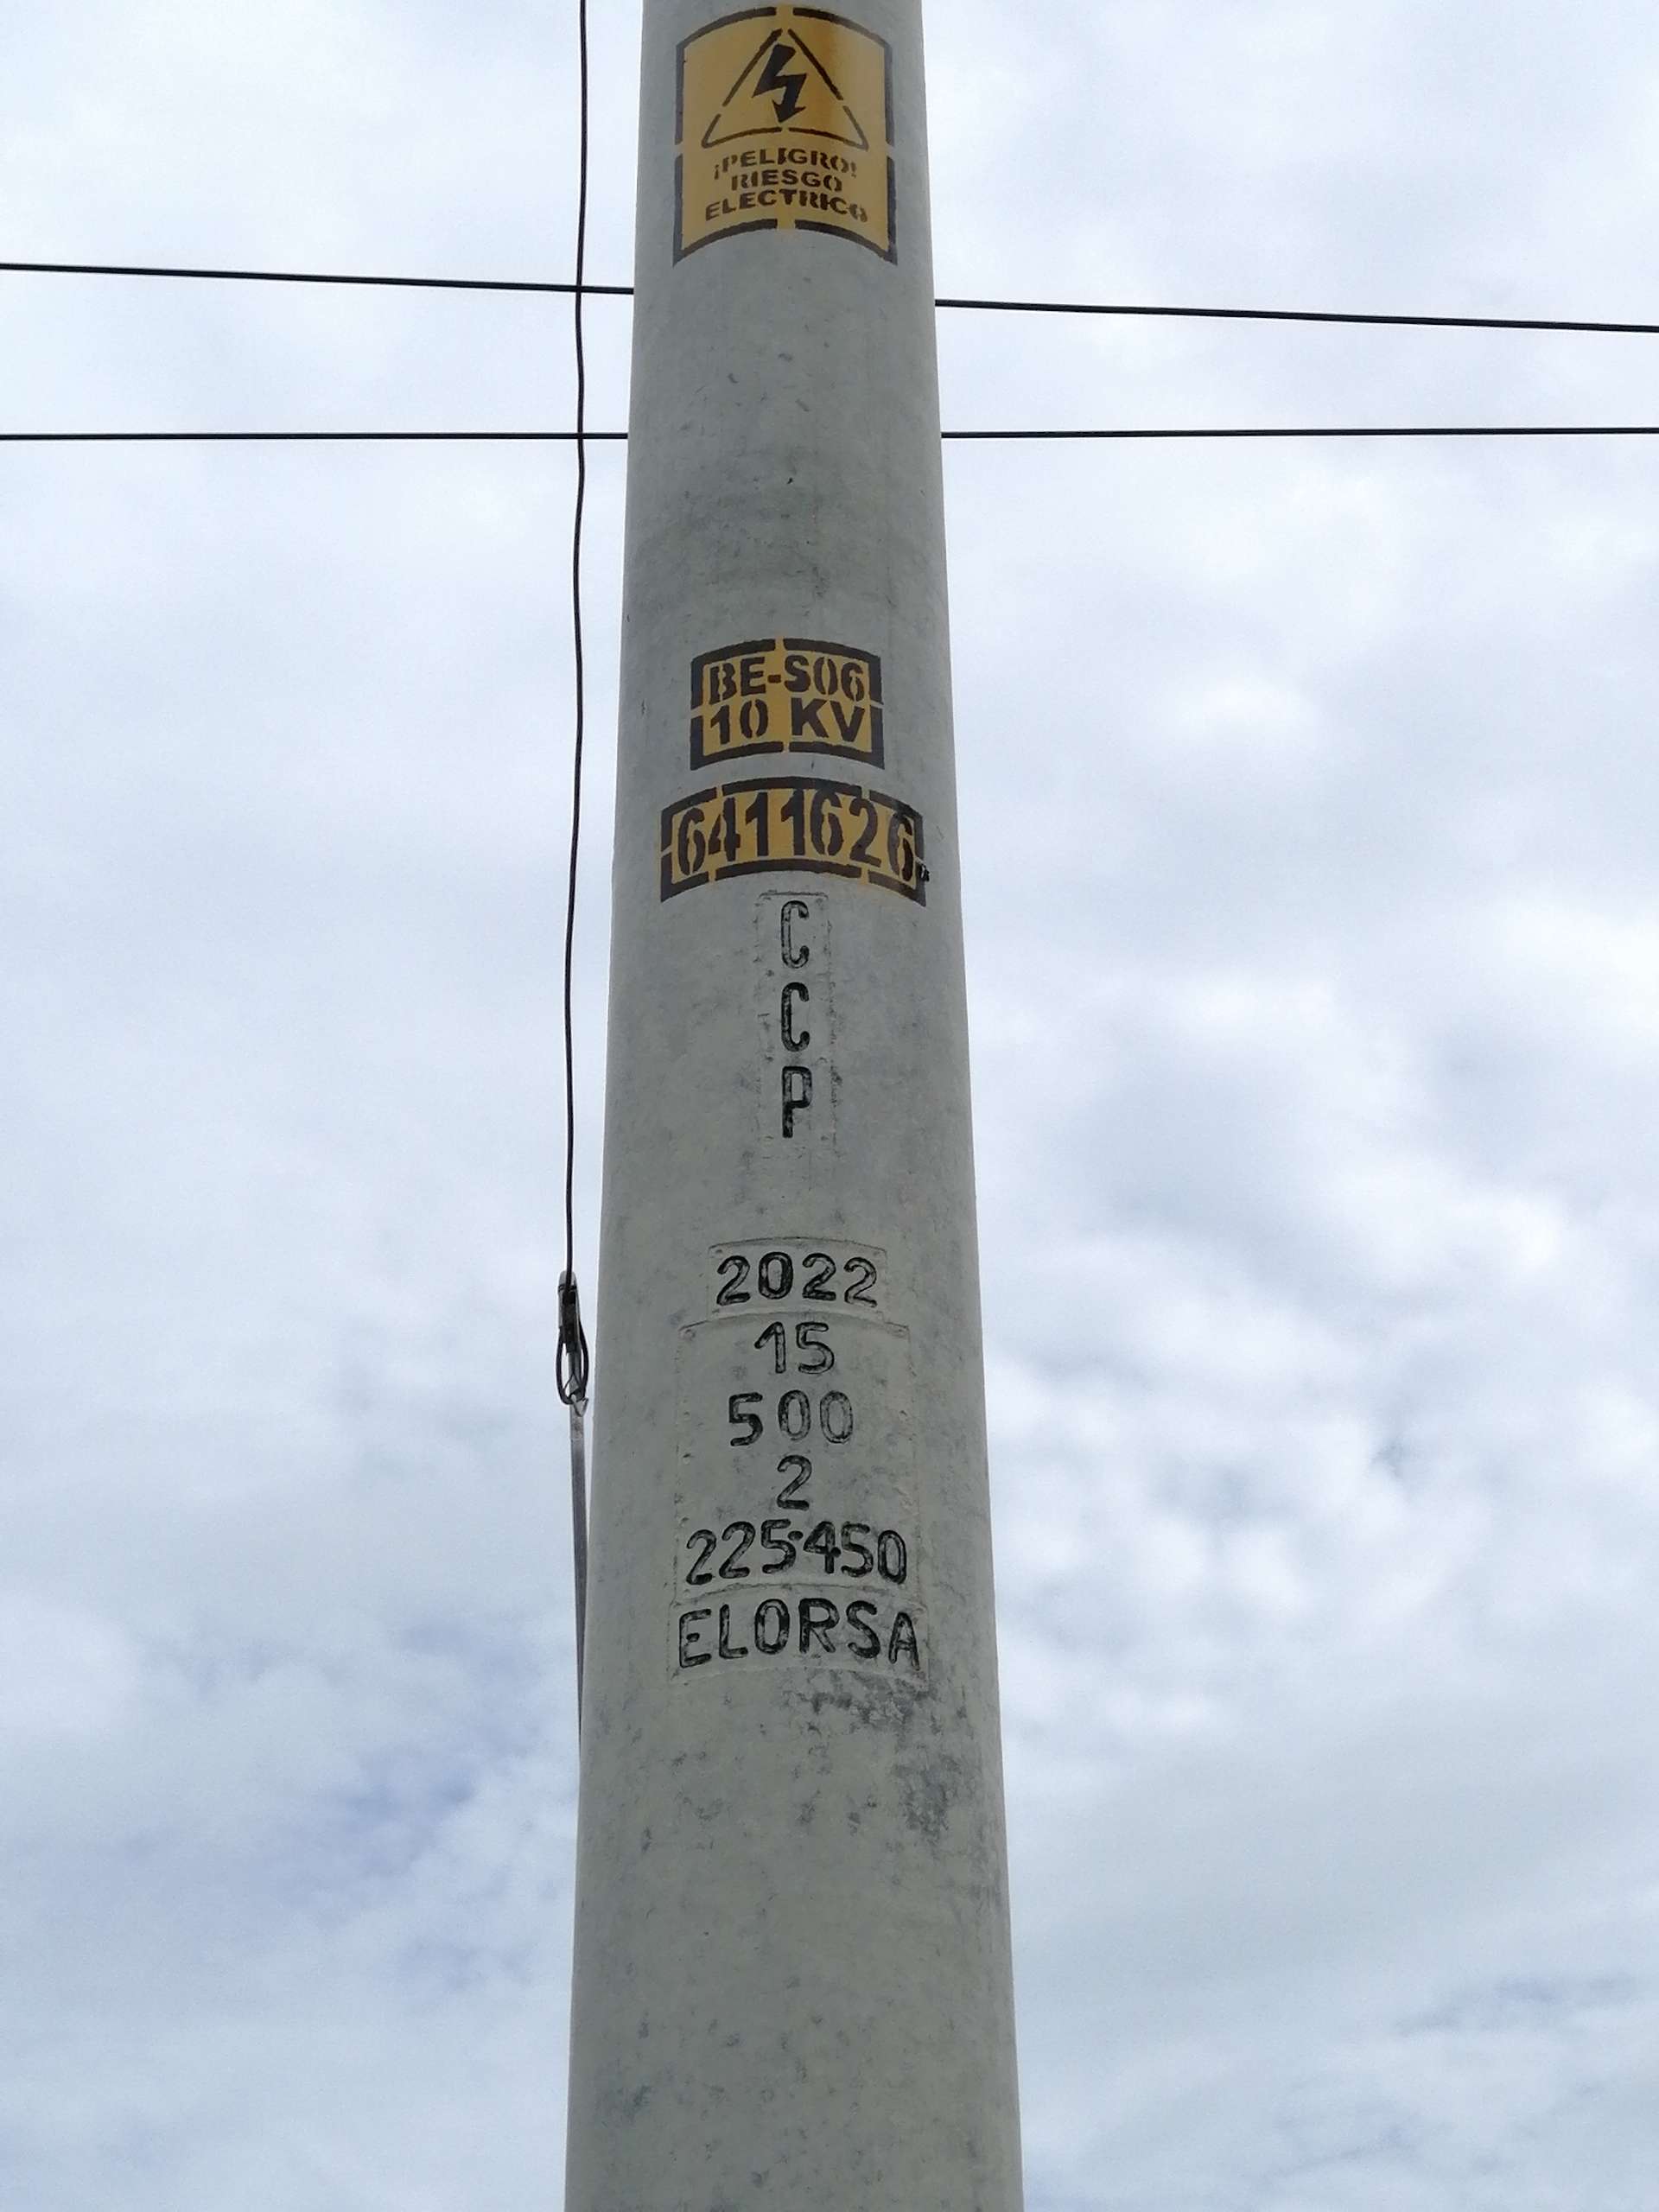 ¡PELIGRO!
RIESGO
ELECTRICO
BE-S06
10 KV
6411626
C
C
P
2022
15
500
2
225-450
ELORSA